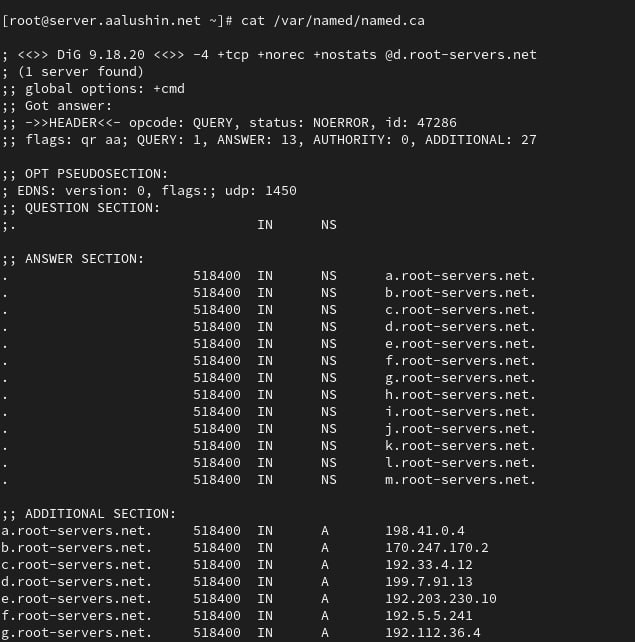 [root@server.aalushin.net ~]# cat /var/named/named.ca

; <<>> DiG 9.18.20 <<>> -4 +tcp +norec +nostats @d.root-servers.net
; (1 server found)
;; global options: +cmd
;; Got answer:
;; ->>HEADER<<- opcode: QUERY, status: NOERROR, id: 47286
;; flags: qr aa; QUERY: 1, ANSWER: 13, AUTHORITY: 0, ADDITIONAL: 27

;; OPT PSEUDOSECTION:
; EDNS: version: 0, flags:; udp: 1450
;; QUESTION SECTION:
;.                              IN      NS

;; ANSWER SECTION:
.                       518400  IN      NS      a.root-servers.net.
.                       518400  IN      NS      b.root-servers.net.
.                       518400  IN      NS      c.root-servers.net.
.                       518400  IN      NS      d.root-servers.net.
.                       518400  IN      NS      e.root-servers.net.
.                       518400  IN      NS      f.root-servers.net.
.                       518400  IN      NS      g.root-servers.net.
.                       518400  IN      NS      h.root-servers.net.
.                       518400  IN      NS      i.root-servers.net.
.                       518400  IN      NS      j.root-servers.net.
.                       518400  IN      NS      k.root-servers.net.
.                       518400  IN      NS      l.root-servers.net.
.                       518400  IN      NS      m.root-servers.net.

;; ADDITIONAL SECTION:
a.root-servers.net.     518400  IN      A       198.41.0.4
b.root-servers.net.     518400  IN      A       170.247.170.2
c.root-servers.net.     518400  IN      A       192.33.4.12
d.root-servers.net.     518400  IN      A       199.7.91.13
e.root-servers.net.     518400  IN      A       192.203.230.10
f.root-servers.net.     518400  IN      A       192.5.5.241
g.root-servers.net.     518400  IN      A       192.112.36.4